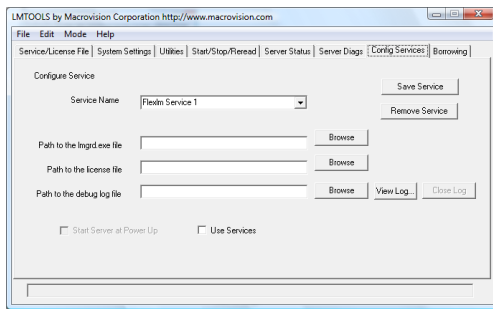 LMTOOLS by Macrovision Corporation http://www.macrovision.com
File Edit Mode Help
Service/License File System Settings Utilities Start/Stop/Reread Server Status Server Diags Config Services Borrowing
Configure Service
Save Service
Service Name Flexlm Service 1
Remove Service
Path to the lmgrd.exe file Browse
Path to the license file Browse
Path to the debug log file Browse View Log... Close Log
Start Server at Power Up Use Services